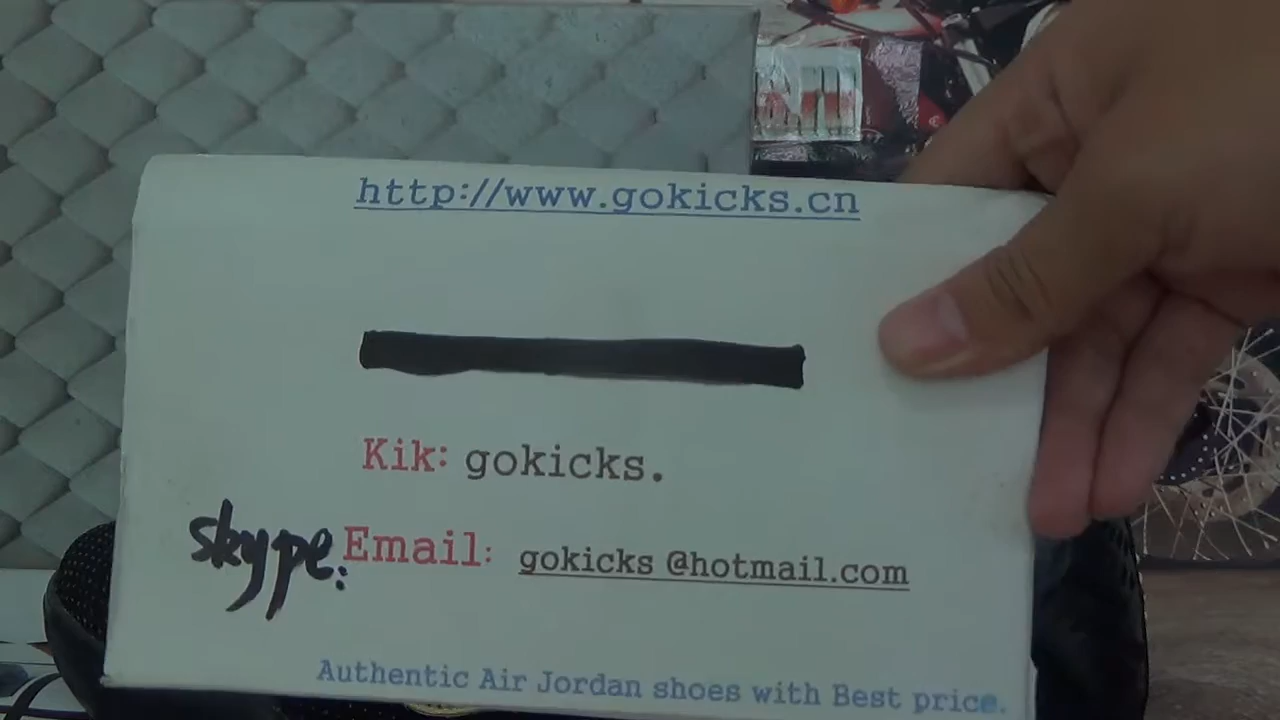 http://www.gokicks.cn
Kik: gokicks.
skype: Email: gokicks @hotmail.com
Authentic Air Jordan shoes with Best price.